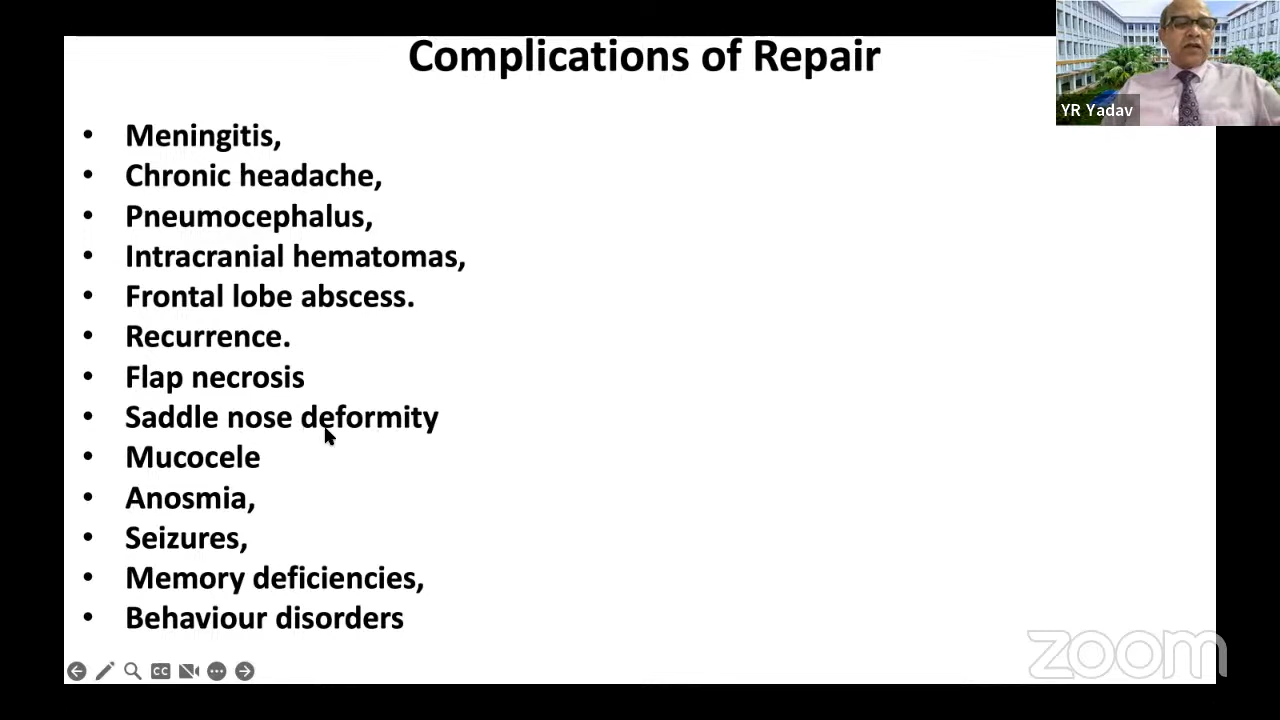 Complications of Repair
YR Yadav
• Meningitis,
• Chronic headache,
• Pneumocephalus,
• Intracranial hematomas,
• Frontal lobe abscess.
• Recurrence.
• Flap necrosis
• Saddle nose deformity
• Mucocele
• Anosmia,
• Seizures,
• Memory deficiencies,
• Behaviour disorders
CC
zoom